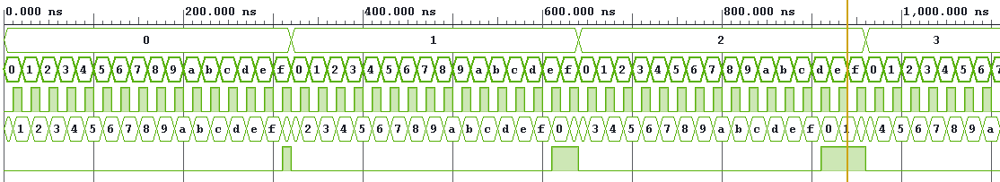 0.000 ns 200.000 ns 400.000 ns 600.000 ns 800.000 ns 1,000.000 ns
0 1 2 3
0 1 2 3 4 5 6 7 8 9 a b c d e f 0 1 2 3 4 5 6 7 8 9 a b c d e f 0 1 2 3 4 5 6 7 8 9 a b c d e f 0 1 2 3 4 5 6 7
1 2 3 4 5 6 7 8 9 a b c d e f 2 3 4 5 6 7 8 9 a b c d e f 0 3 4 5 6 7 8 9 a b c d e f 0 1 4 5 6 7 8 9 a